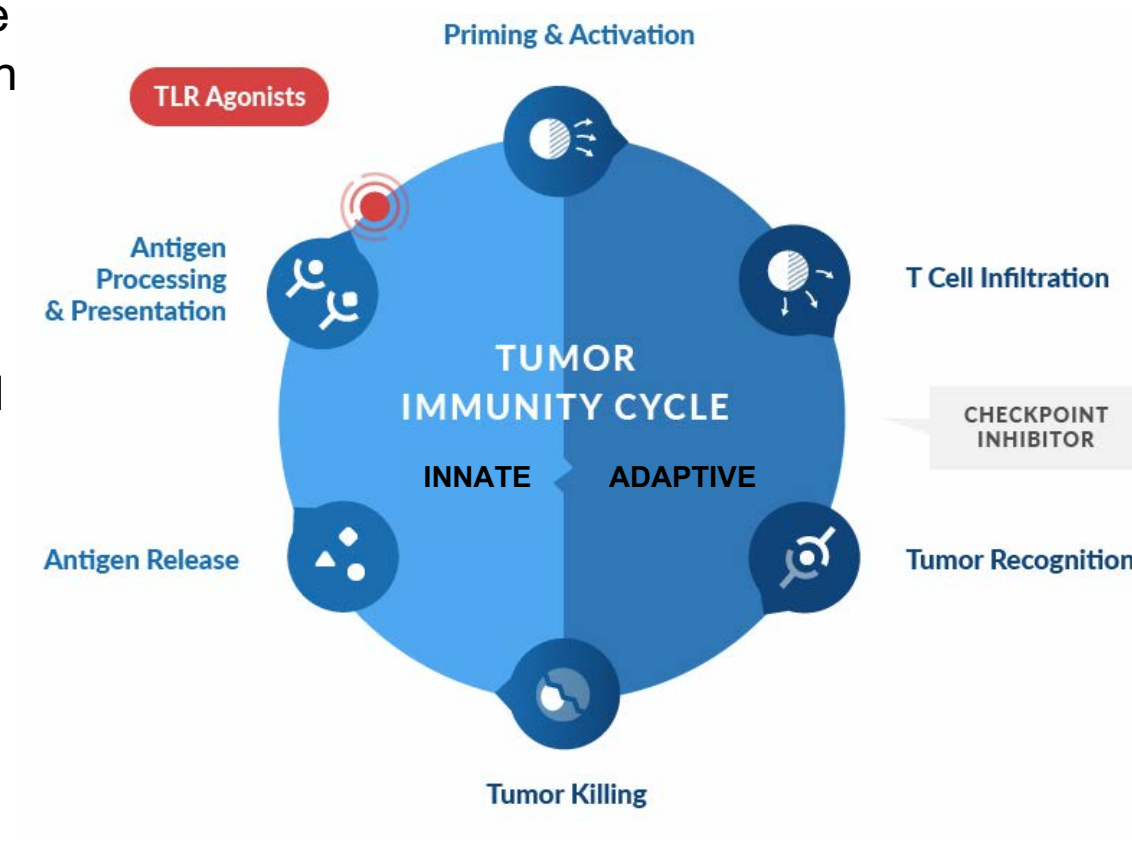 Priming & Activation
TLR Agonists
Antigen
Processing
& Presentation
T Cell Infiltration
TUMOR
IMMUNITY CYCLE
CHECKPOINT
INHIBITOR
INNATE
ADAPTIVE
Antigen Release
Tumor Recognition
Tumor Killing